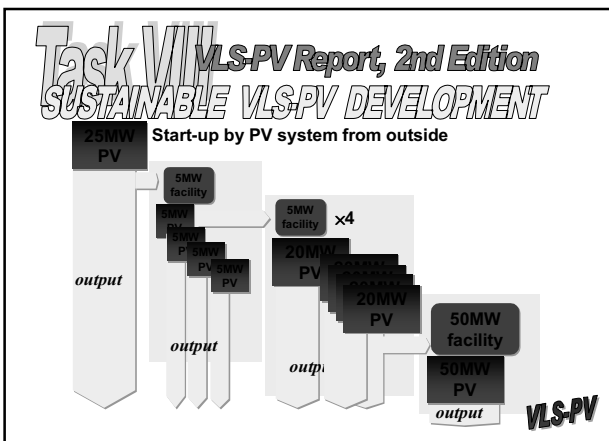 Task VIII VLS-PV Report, 2nd Edition
SUSTAINABLE VLS-PV DEVELOPMENT
Start-up by PV system from outside
25MW
PV
5MW
facility
5MW
PV
5MW
5MW
5MW
PV
output
output
5MW
facility
×4
20MW
PV
20MW
PV
output
50MW
facility
50MW
PV
output
VLS-PV